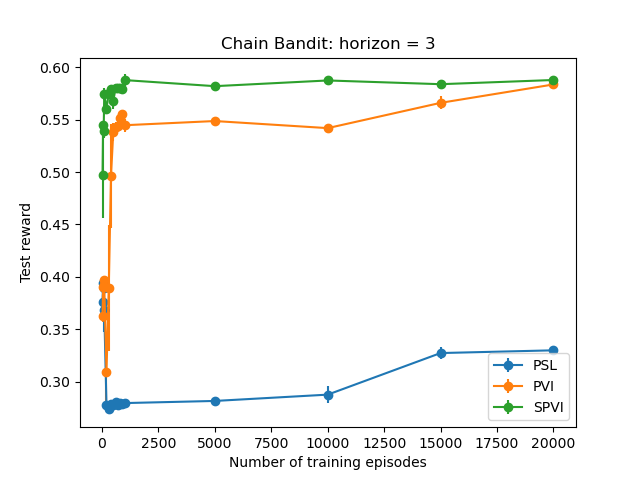 Chain Bandit: horizon = 3
0.60
0.55
0.50
0.45
0.40
0.35
0.30
Test reward
0
2500
5000
7500
10000
12500
15000
17500
20000
Number of training episodes
PSL
PVI
SPVI